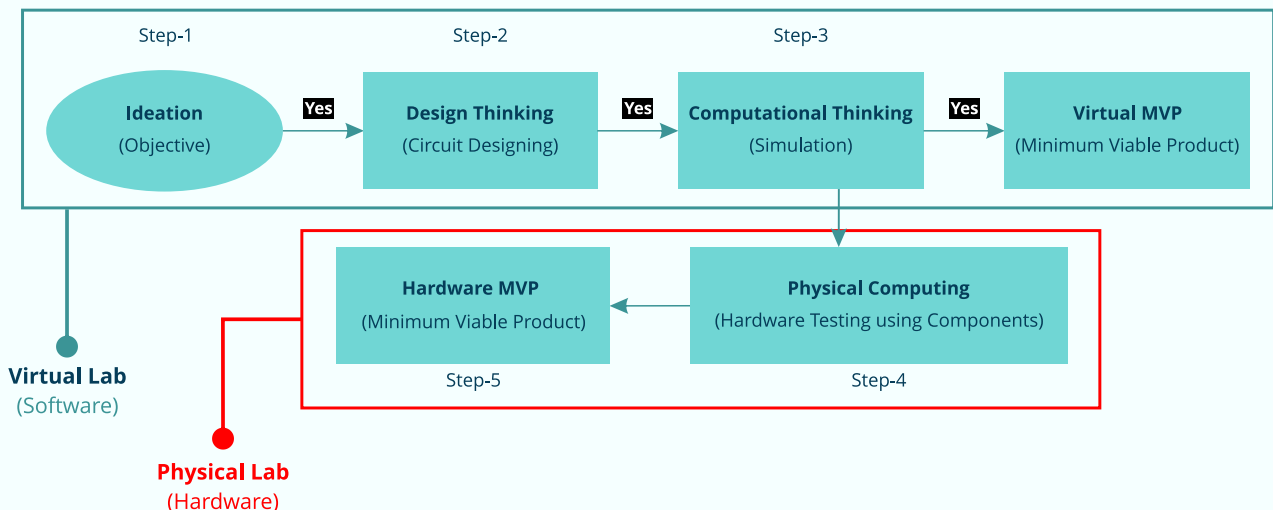 Step-1
Step-2
Step-3
Ideation
(Objective)
Yes
Design Thinking
(Circuit Designing)
Yes
Computational Thinking
(Simulation)
Yes
Virtual MVP
(Minimum Viable Product)
Hardware MVP
(Minimum Viable Product)
Physical Computing
(Hardware Testing using Components)
Step-5
Step-4
Virtual Lab
(Software)
Physical Lab
(Hardware)